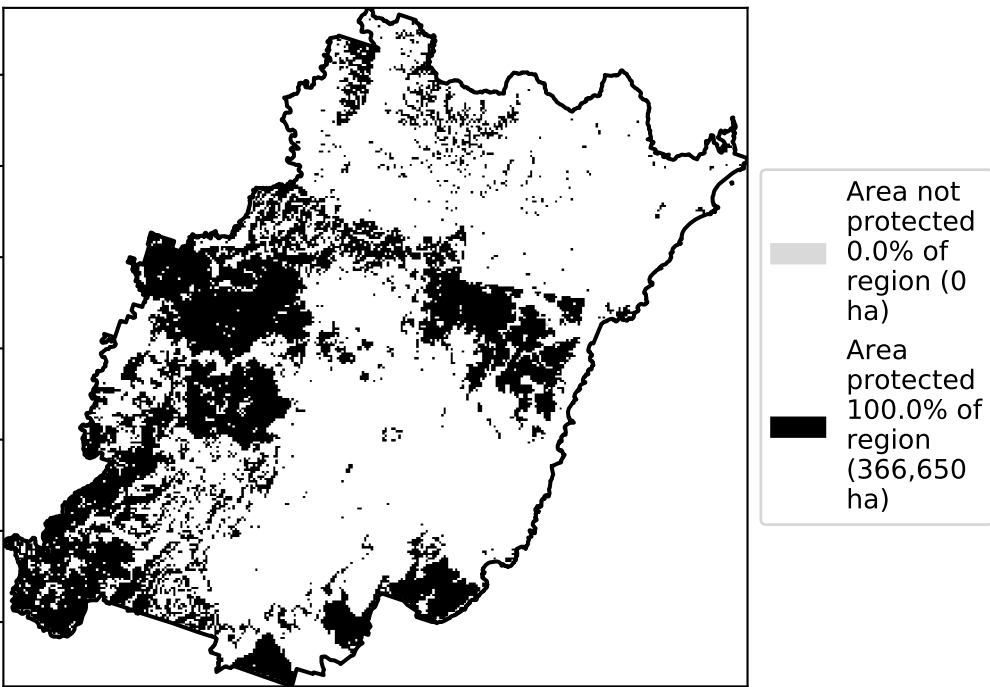 Area not
protected
0.0% of
region (0
ha)
Area
protected
100.0% of
region
(366,650
ha)